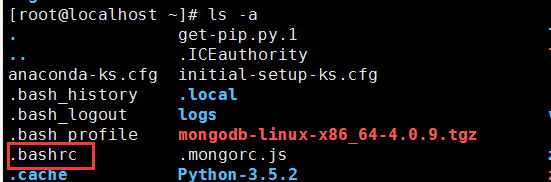 [root@localhost ~]# ls -a
. get-pip.py.1
.. .ICEauthority
anaconda-ks.cfg initial-setup-ks.cfg
.bash_history .local
.bash_logout logs
.bash_profile mongodb-linux-x86_64-4.0.9.tgz
.bashrc .mongorc.js
.cache Python-3.5.2